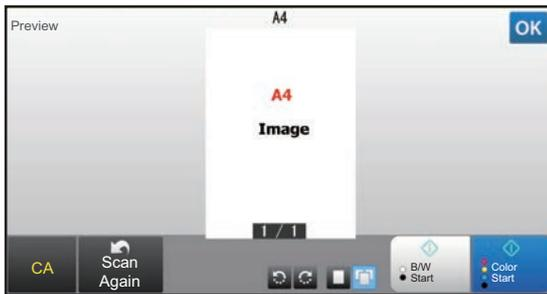 A4
Preview
OK
A4
Image
1 / 1
CA
Scan
Again
B/W
Start
Color
Start